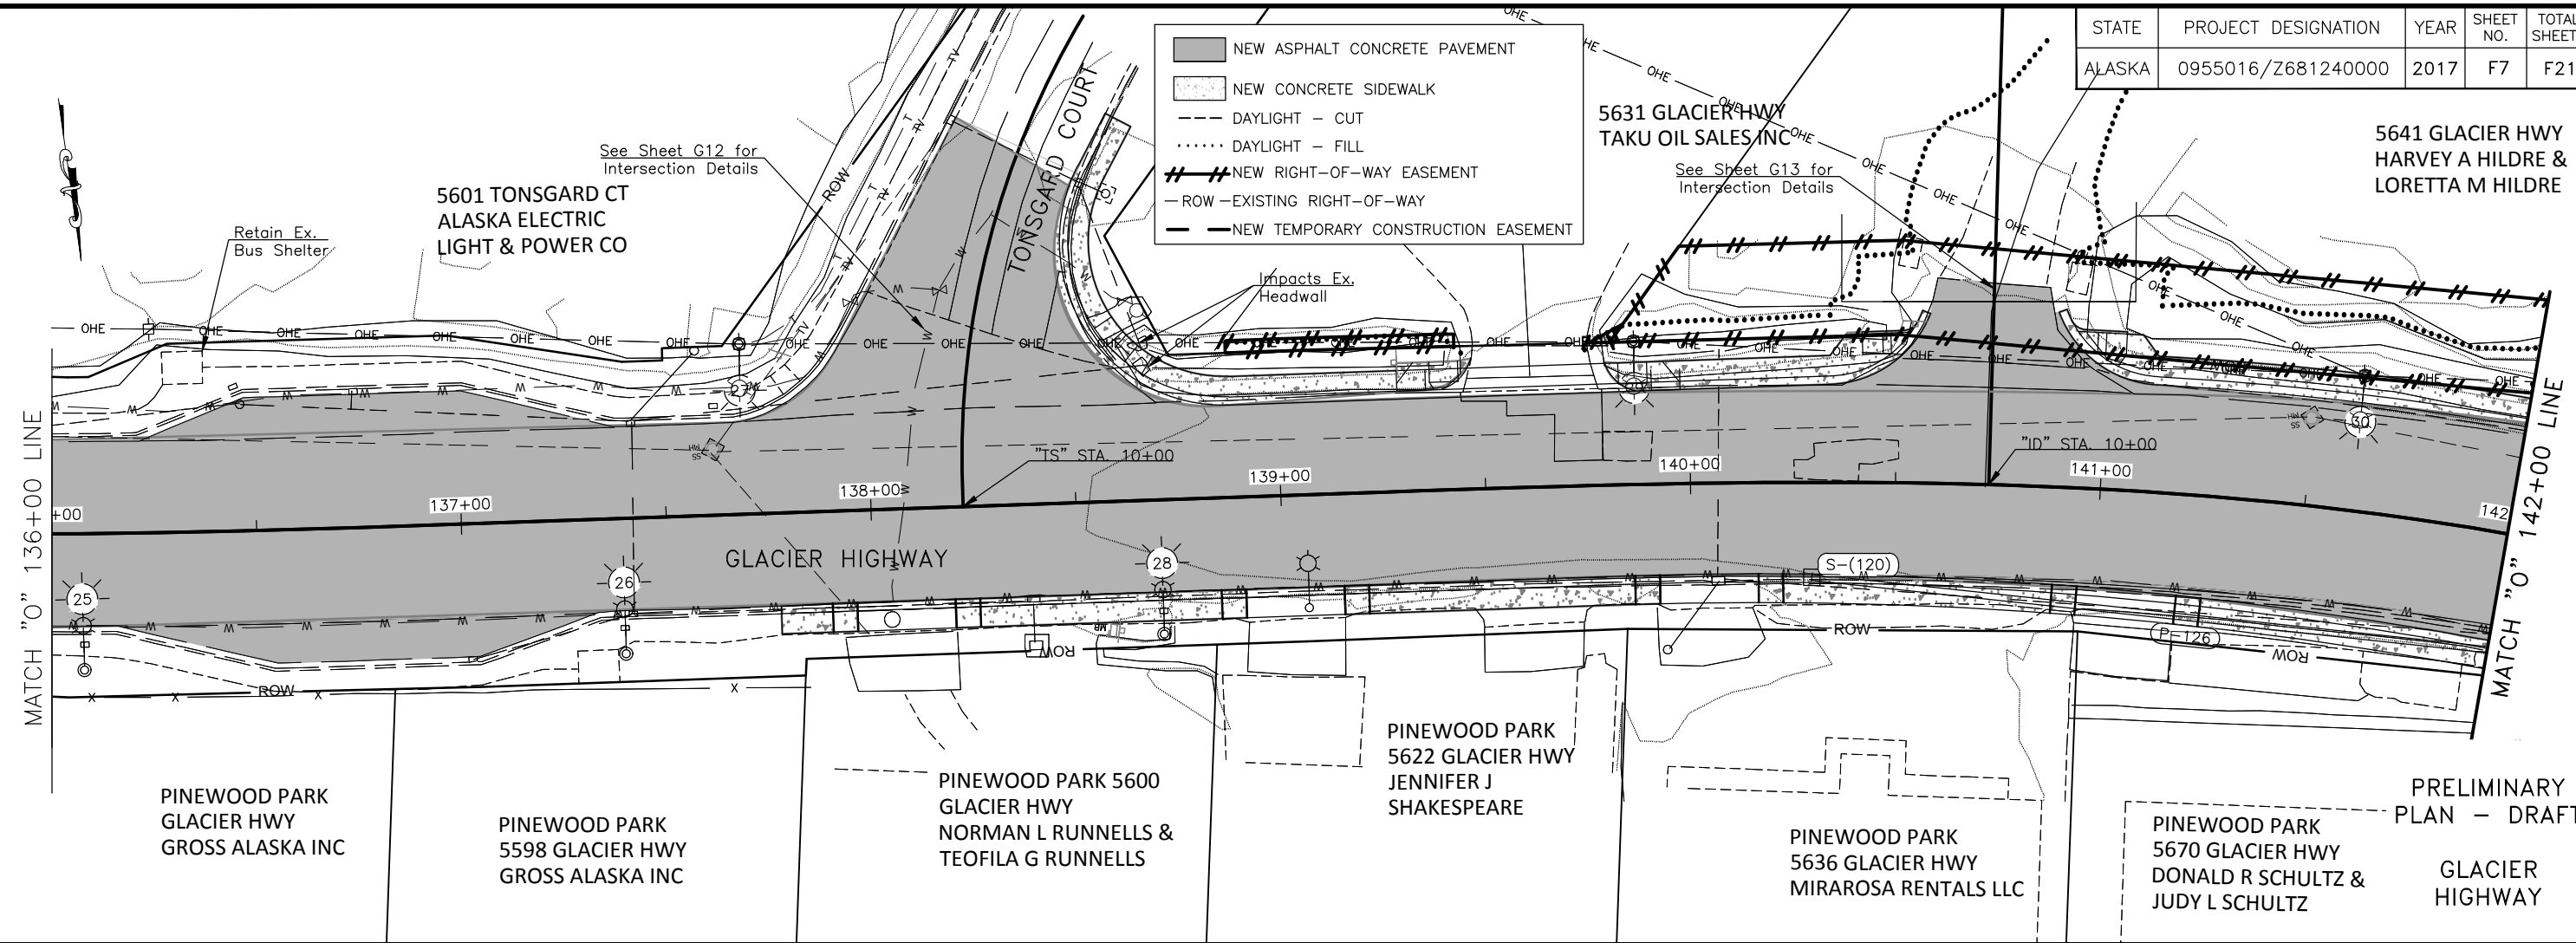 STATE
PROJECT DESIGNATION
YEAR
SHEET
NO.
TOTAL
SHEET
ALASKA
0955016/Z681240000
2017
F7
F21
NEW ASPHALT CONCRETE PAVEMENT
NEW CONCRETE SIDEWALK
DAYLIGHT – CUT
DAYLIGHT – FILL
NEW RIGHT–OF–WAY EASEMENT
ROW
EXISTING RIGHT–OF–WAY
NEW TEMPORARY CONSTRUCTION EASEMENT
5601 TONSGARD CT
ALASKA ELECTRIC
LIGHT & POWER CO
Retain Ex.
Bus Shelter
See Sheet G12 for
Intersection Details
ROW
TONSGARD COURT
Impacts Ex.
Headwall
5631 GLACIER HWY
TAKU OIL SALES INC
See Sheet G13 for
Intersection Details
5641 GLACIER HWY
HARVEY A HILDRE &
LORETTA M HILDRE
OHE
MATCH "O" 136+00 LINE
+00
137+00
138+00
"TS" STA. 10+00
139+00
140+00
"ID" STA. 10+00
141+00
142
MATCH "O" 142+00 LINE
GLACIER HIGHWAY
25
26
27
28
30
S–(120)
P–126
ROW
ROW
ROW
ROW
PINEWOOD PARK
GLACIER HWY
GROSS ALASKA INC
PINEWOOD PARK
5598 GLACIER HWY
GROSS ALASKA INC
PINEWOOD PARK 5600
GLACIER HWY
NORMAN L RUNNELLS &
TEOFILA G RUNNELLS
PINEWOOD PARK
5622 GLACIER HWY
JENNIFER J
SHAKESPEARE
PINEWOOD PARK
5636 GLACIER HWY
MIRAROSA RENTALS LLC
PINEWOOD PARK
5670 GLACIER HWY
DONALD R SCHULTZ &
JUDY L SCHULTZ
PRELIMINARY
PLAN – DRAFT
GLACIER
HIGHWAY